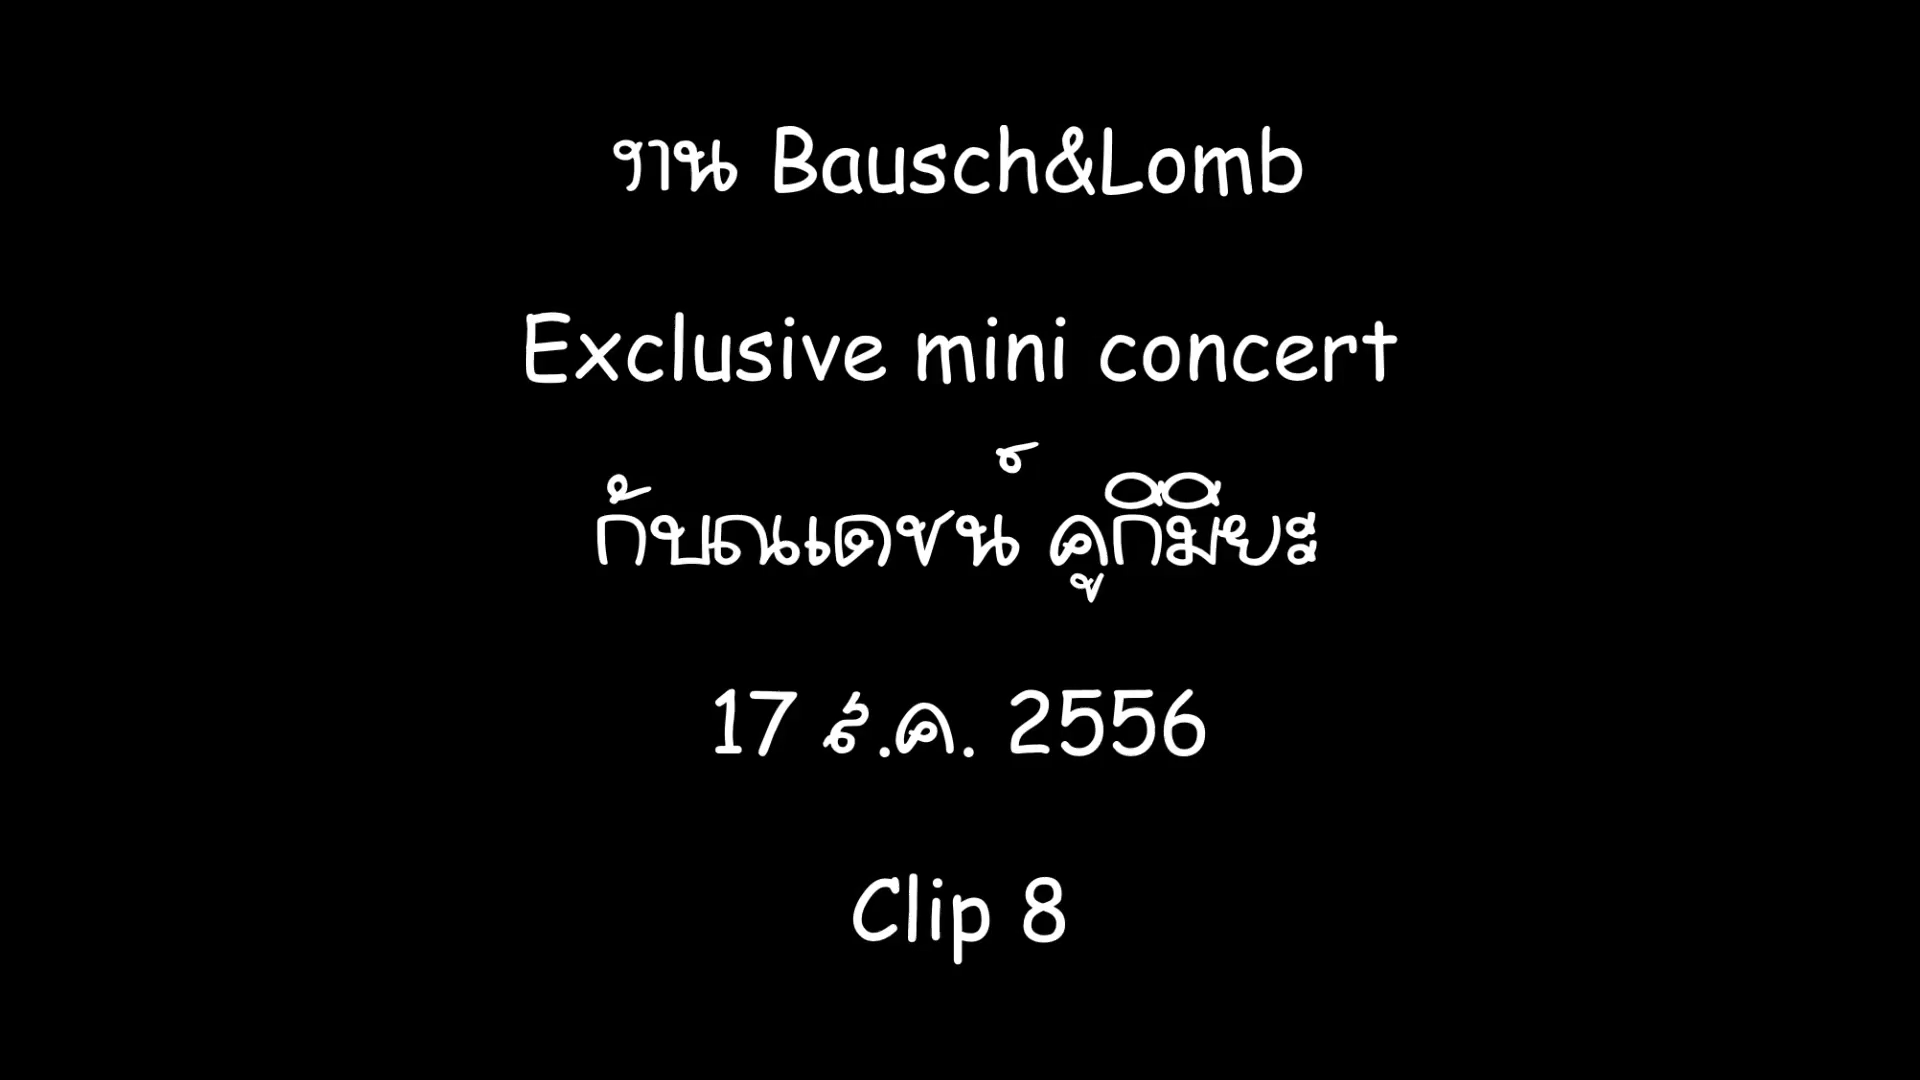 งาน Bausch&Lomb
Exclusive mini concert
กับณเดชน์ คูกิมิยะ
17 ธ.ค. 2556
Clip 8